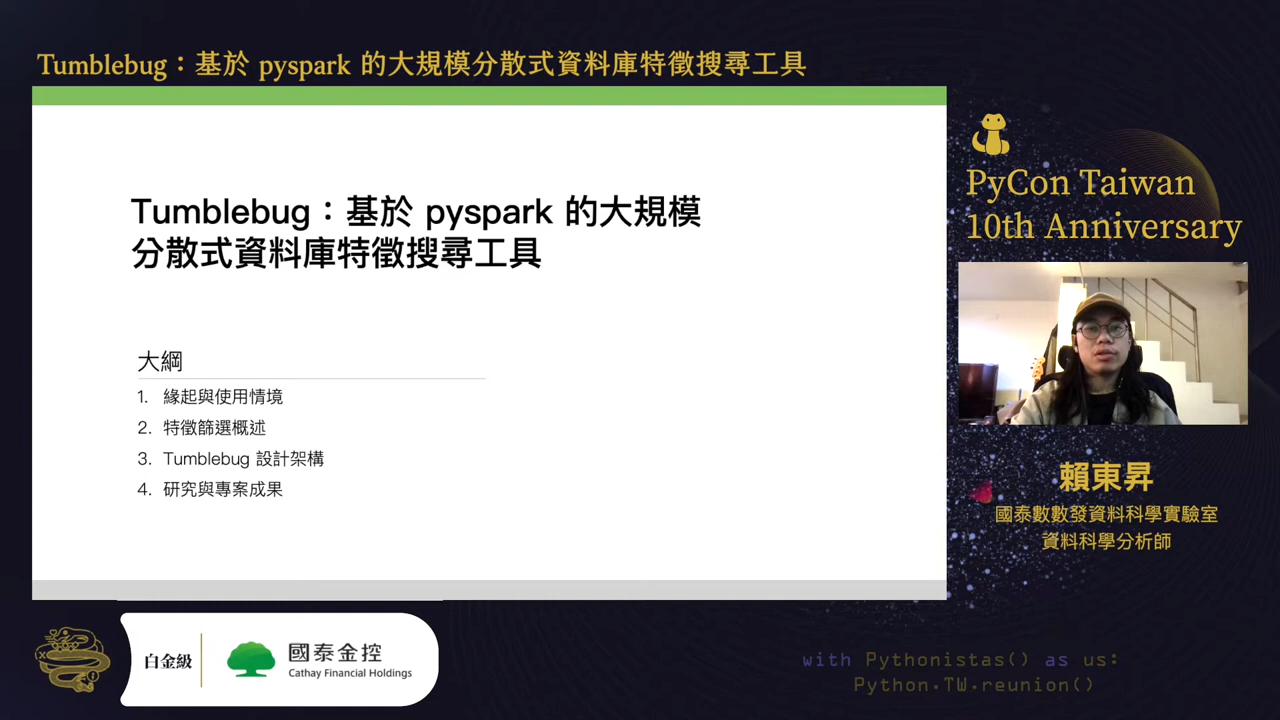 Tumblebug：基於 pyspark 的大規模分散式資料庫特徵搜尋工具
Tumblebug：基於 pyspark 的大規模
分散式資料庫特徵搜尋工具
大綱
1. 緣起與使用情境
2. 特徵篩選概述
3. Tumblebug 設計架構
4. 研究與專案成果
PyCon Taiwan
10th Anniversary
賴東昇
國泰數數發資料科學實驗室
資料科學分析師
白金級
國泰金控
Cathay Financial Holdings
with Pythonistas() as us:
Python.TW.reunion()